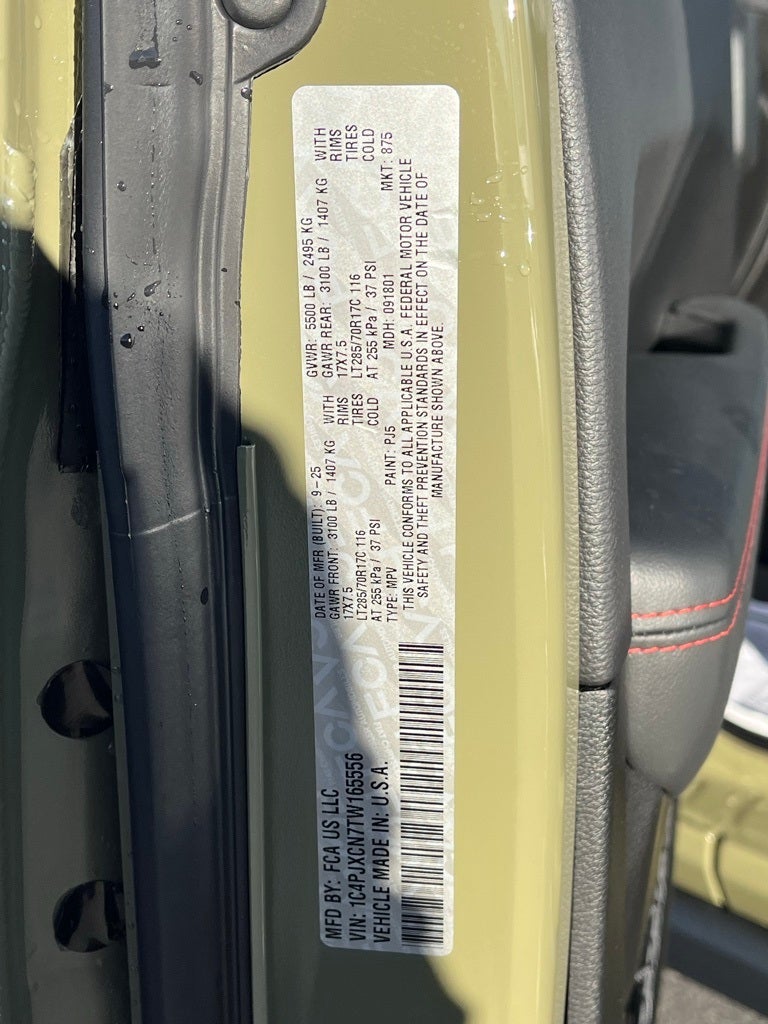 MFD BY: FCA US LLC
VIN: 1C4PJXCN7TW165556
VEHICLE MADE IN: U.S.A.
DATE OF MFR (BUILT): 9-25 GVWR: 5500 LB / 2495 KG
GAWR FRONT: 3100 LB / 1407 KG WITH GAWR REAR: 3100 LB / 1407 KG WITH
17X7.5 RIMS 17X7.5 RIMS
LT285/70R17C 116 TIRES LT285/70R17C 116 TIRES
AT 255 kPa / 37 PSI COLD AT 255 kPa / 37 PSI COLD
TYPE: MPV PAINT: PJ5 MDH: 091801 MKT: 875
THIS VEHICLE CONFORMS TO ALL APPLICABLE U.S.A. FEDERAL MOTOR VEHICLE
SAFETY AND THEFT PREVENTION STANDARDS IN EFFECT ON THE DATE OF
MANUFACTURE SHOWN ABOVE.